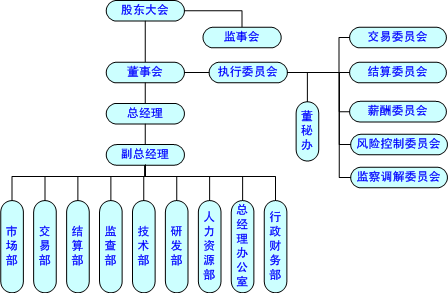 股东大会
监事会
董事会
执行委员会
总经理
副总经理
董秘办
交易委员会
结算委员会
薪酬委员会
风险控制委员会
监察调解委员会
市场部
交易部
结算部
监查部
技术部
研发部
人力资源部
总经理办公室
行政财务部